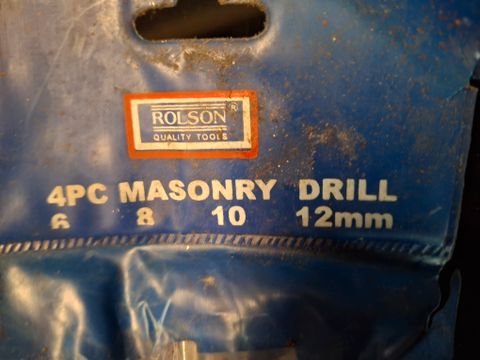 ROLSON®
QUALITY TOOLS
4PC MASONRY DRILL
6 8 10 12mm